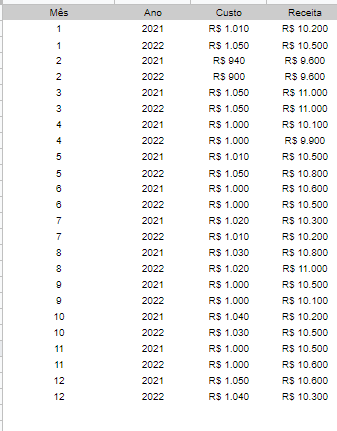 Mês Ano Custo Receita
1 2021 R$ 1.010 R$ 10.200
1 2022 R$ 1.050 R$ 10.500
2 2021 R$ 940 R$ 9.600
2 2022 R$ 900 R$ 9.600
3 2021 R$ 1.050 R$ 11.000
3 2022 R$ 1.050 R$ 11.000
4 2021 R$ 1.000 R$ 10.100
4 2022 R$ 1.000 R$ 9.900
5 2021 R$ 1.010 R$ 10.500
5 2022 R$ 1.050 R$ 10.800
6 2021 R$ 1.000 R$ 10.600
6 2022 R$ 1.000 R$ 10.500
7 2021 R$ 1.020 R$ 10.300
7 2022 R$ 1.010 R$ 10.200
8 2021 R$ 1.030 R$ 10.800
8 2022 R$ 1.020 R$ 11.000
9 2021 R$ 1.000 R$ 10.500
9 2022 R$ 1.000 R$ 10.100
10 2021 R$ 1.040 R$ 10.200
10 2022 R$ 1.030 R$ 10.500
11 2021 R$ 1.000 R$ 10.500
11 2022 R$ 1.000 R$ 10.600
12 2021 R$ 1.050 R$ 10.600
12 2022 R$ 1.040 R$ 10.300